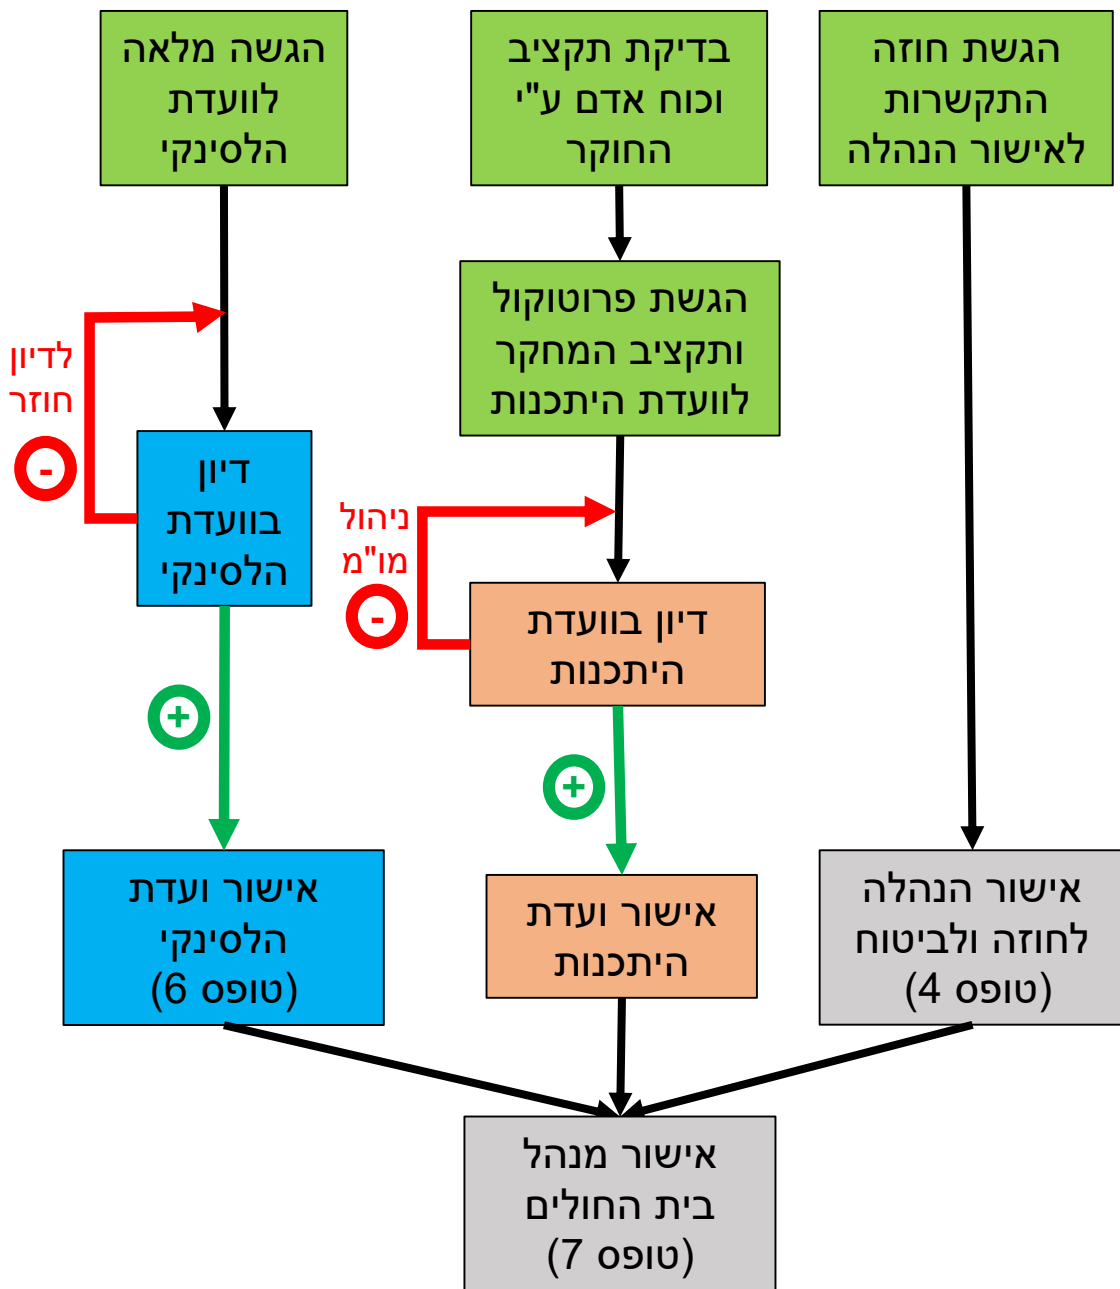 הגשת חוזה
התקשרות
לאישור הנהלה
בדיקת תקציב
וכוח אדם ע"י
החוקר
הגשה מלאה
לוועדת
הלסינקי
הגשת פרוטוקול
ותקציב המחקר
לוועדת היתכנות
לדיון
חוזר
-
דיון
בוועדת
הלסינקי
ניהול
מו"מ
-
דיון בוועדת
היתכנות
+
+
אישור הנהלה
לחוזה ולביטוח
(טופס 4)
אישור ועדת
היתכנות
אישור ועדת
הלסינקי
(טופס 6)
אישור מנהל
בית החולים
(טופס 7)